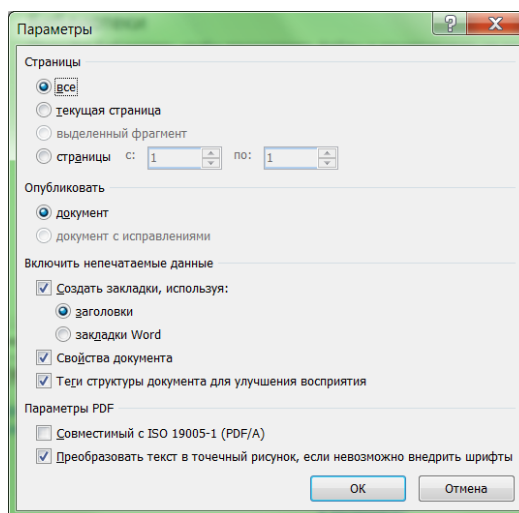 Параметры
Страницы
все
текущая страница
выделенный фрагмент
страницы с: 1 по: 1
Опубликовать
документ
документ с исправлениями
Включить непечатаемые данные
Создать закладки, используя:
заголовки
закладки Word
Свойства документа
Теги структуры документа для улучшения восприятия
Параметры PDF
Совместимый с ISO 19005-1 (PDF/A)
Преобразовать текст в точечный рисунок, если невозможно внедрить шрифты
ОК Отмена